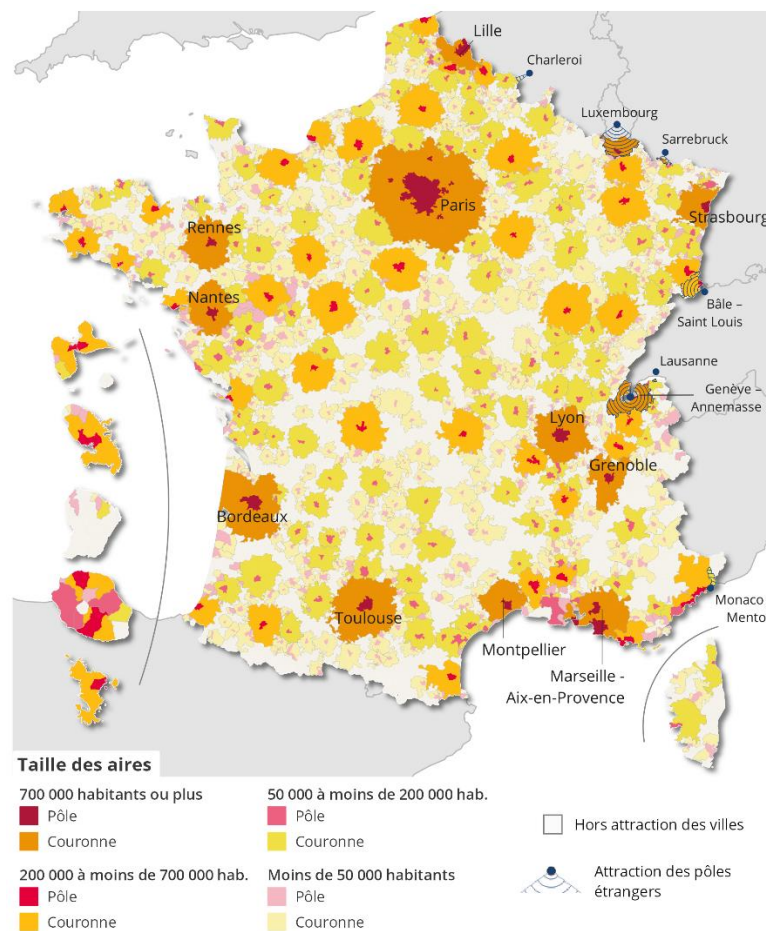 Lille
Charleroi
Luxembourg
Sarrebruck
Paris
Strasbourg
Rennes
Nantes
Bâle –
Saint Louis
Lausanne
Genève –
Annemasse
Lyon
Grenoble
Bordeaux
Toulouse
Monaco
Mento
Montpellier
Marseille -
Aix-en-Provence
Taille des aires
700 000 habitants ou plus
Pôle
Couronne
200 000 à moins de 700 000 hab.
Pôle
Couronne
50 000 à moins de 200 000 hab.
Pôle
Couronne
Moins de 50 000 habitants
Pôle
Couronne
Hors attraction des villes
Attraction des pôles
étrangers